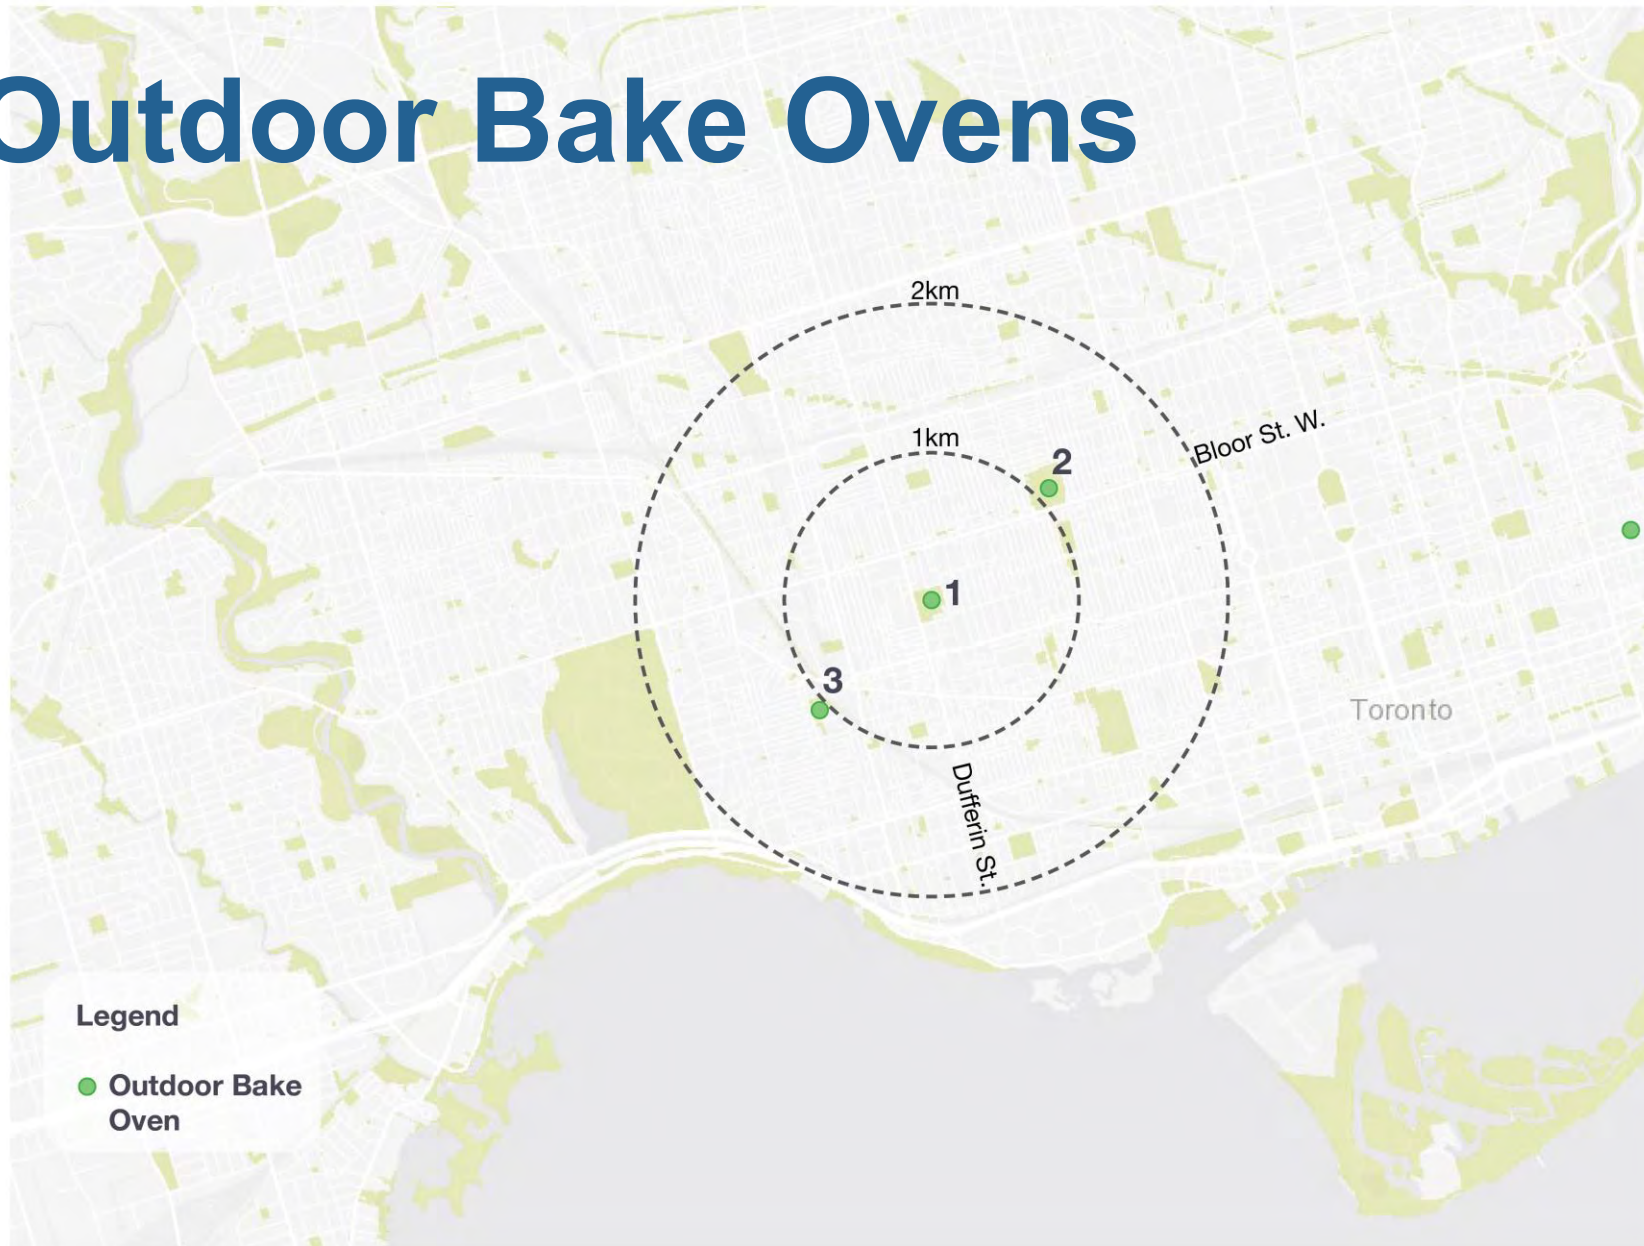 Outdoor Bake Ovens
2km
Bloor St. W.
1km
2
1
3
Toronto
Dufferin St.
Legend
Outdoor Bake
Oven